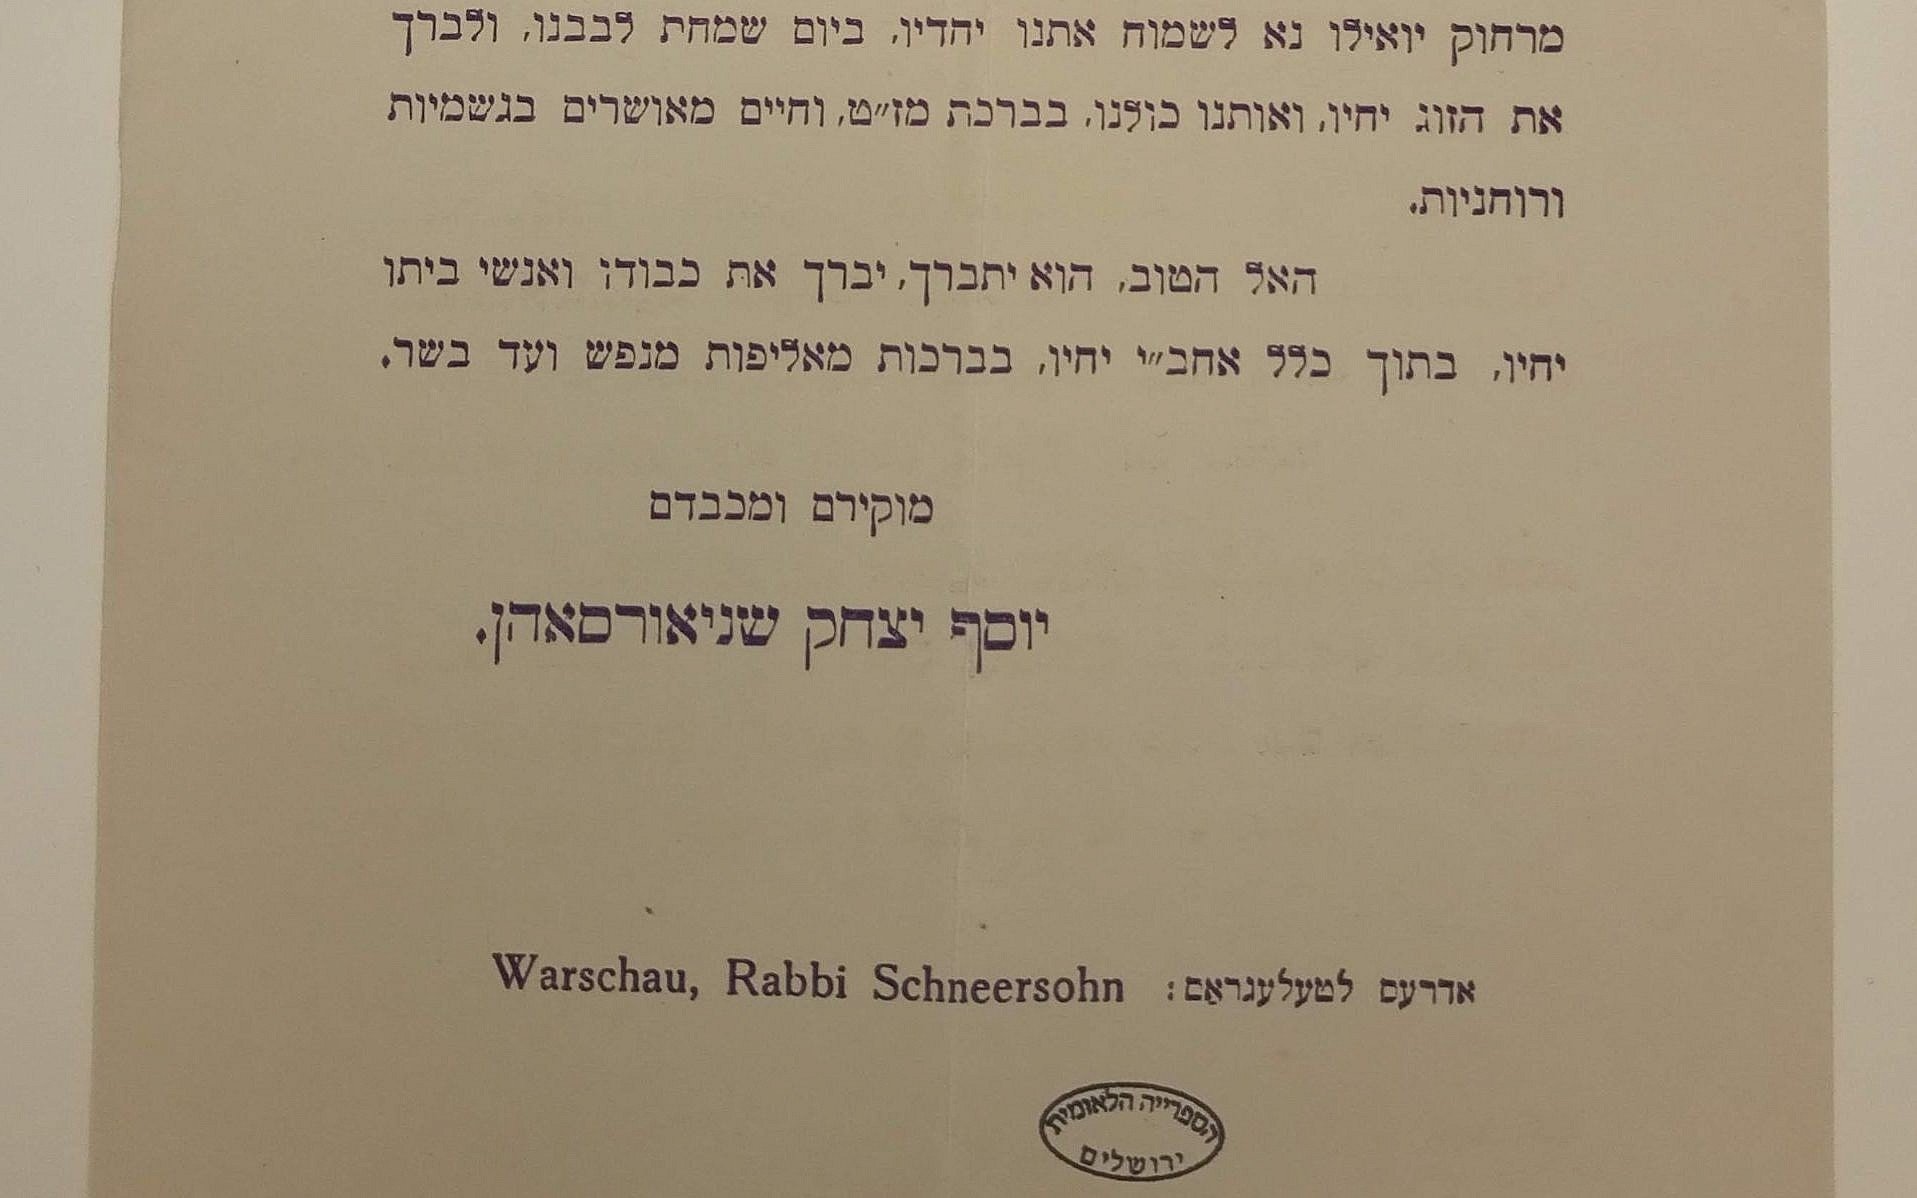 מרחוק יואילו נא לשמוח אתנו יחדיו, ביום שמחת לבבנו, ולברך
את הזוג יחיו, ואותנו כולנו, בברכת מז״ט, וחיים מאושרים בגשמיות
ורוחניות.
האל הטוב, הוא יתברך, יברך את כבודו ואנשי ביתו
יחיו, בתוך כלל אחב״י יחיו, בברכות מאליפות מנפש ועד בשר.
מוקירם ומכבדם
יוסף יצחק שניאורסאהן.
אדרעס לטעלעגראם: Warschau, Rabbi Schneersohn
הספרייה הלאומית
ירושלים